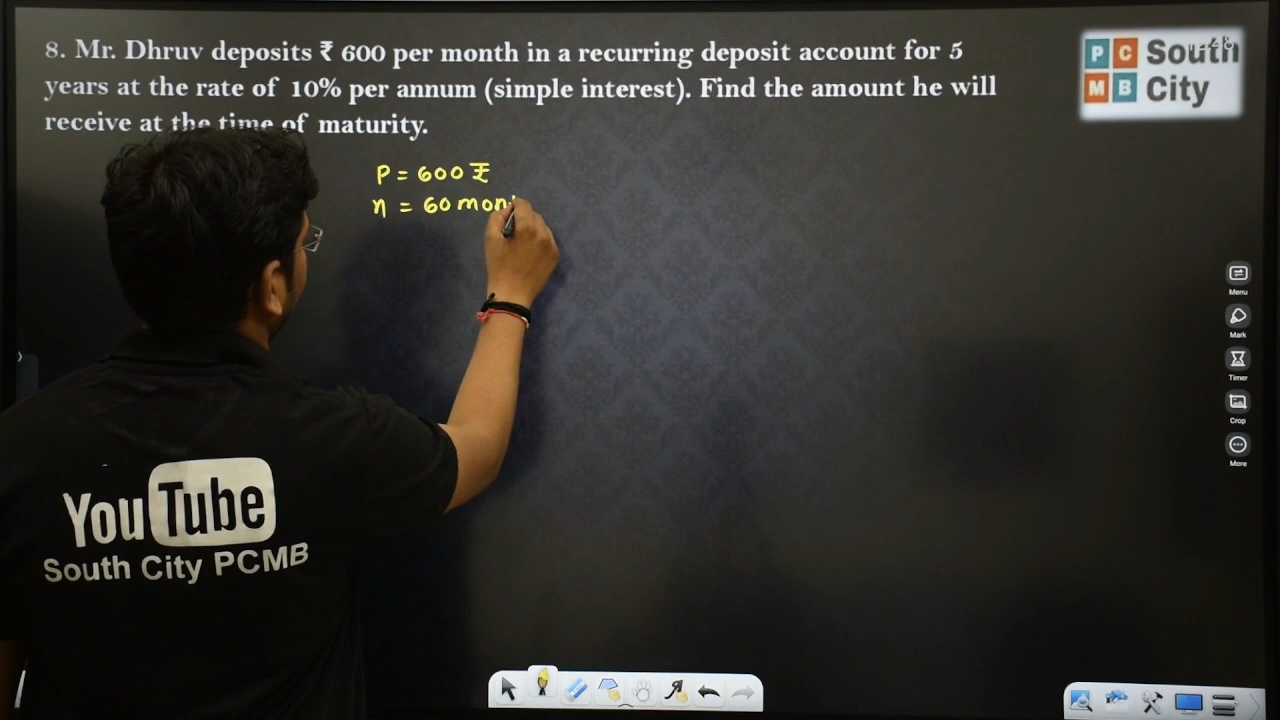 8. Mr. Dhruv deposits ₹ 600 per month in a recurring deposit account for 5
years at the rate of 10% per annum (simple interest). Find the amount he will
receive at the time of maturity.
P C South
M B City
P = 600 ₹
n = 60 mon
Menu
Mark
Timer
Crop
More
YouTube
South City PCMB